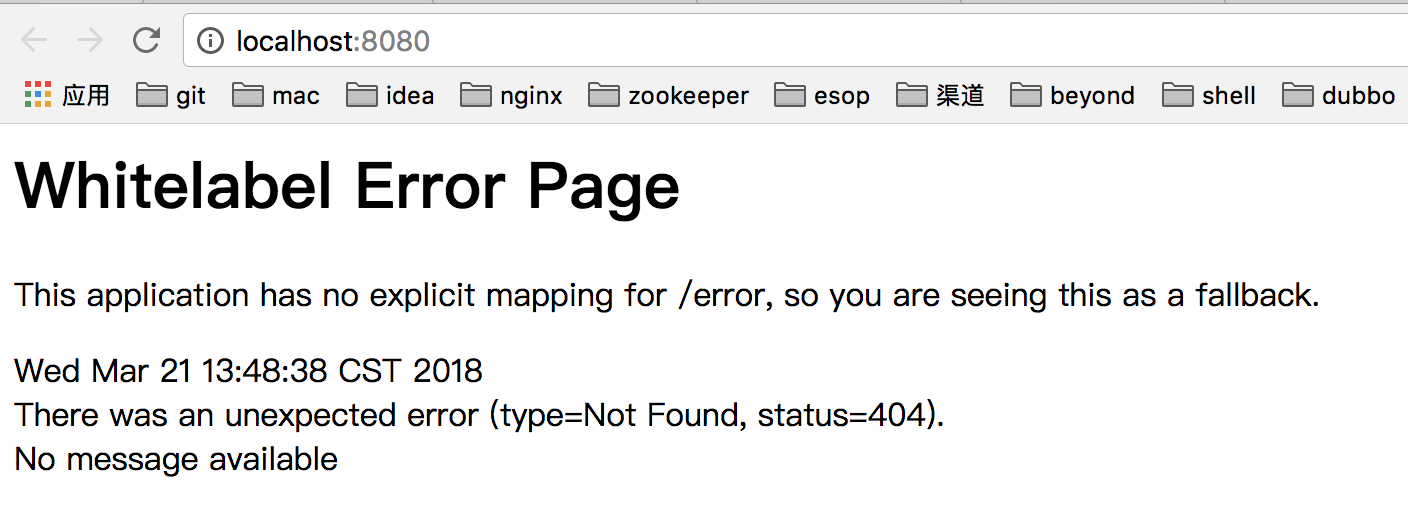 localhost:8080
应用 git mac idea nginx zookeeper esop 渠道 beyond shell dubbo
Whitelabel Error Page
This application has no explicit mapping for /error, so you are seeing this as a fallback.
Wed Mar 21 13:48:38 CST 2018
There was an unexpected error (type=Not Found, status=404).
No message available